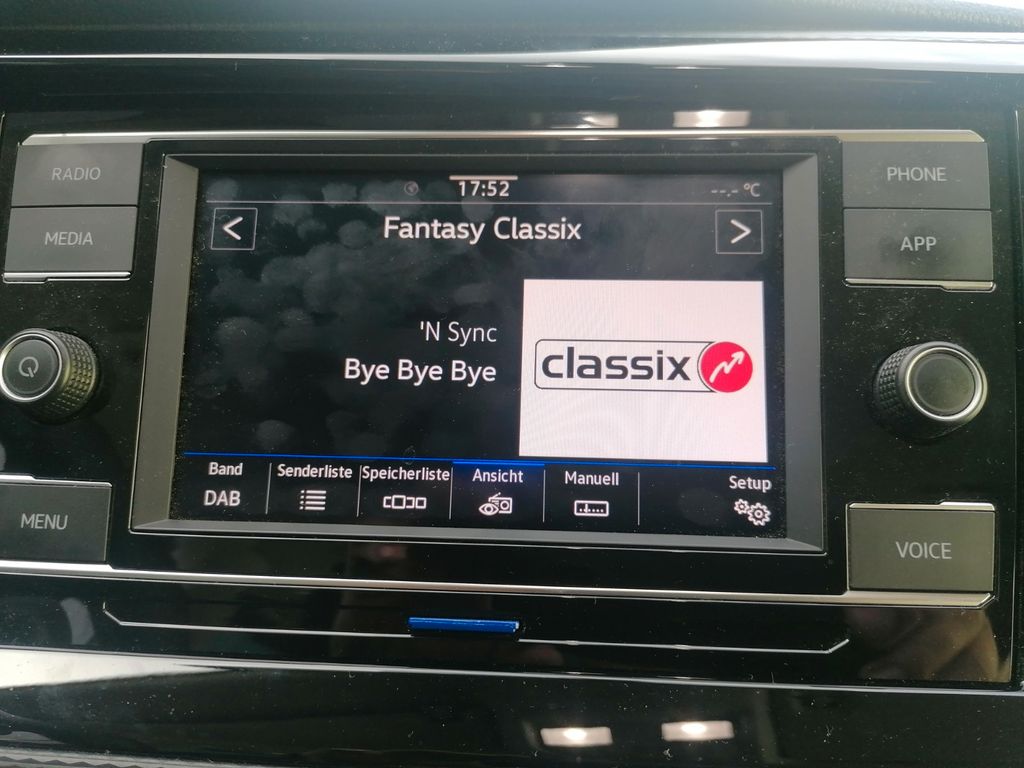 RADIO
MEDIA
MENU
17:52
--,- °C
<
Fantasy Classix
>
'N Sync
Bye Bye Bye
classix
Band
DAB
Senderliste
Speicherliste
Ansicht
Manuell
Setup
PHONE
APP
VOICE